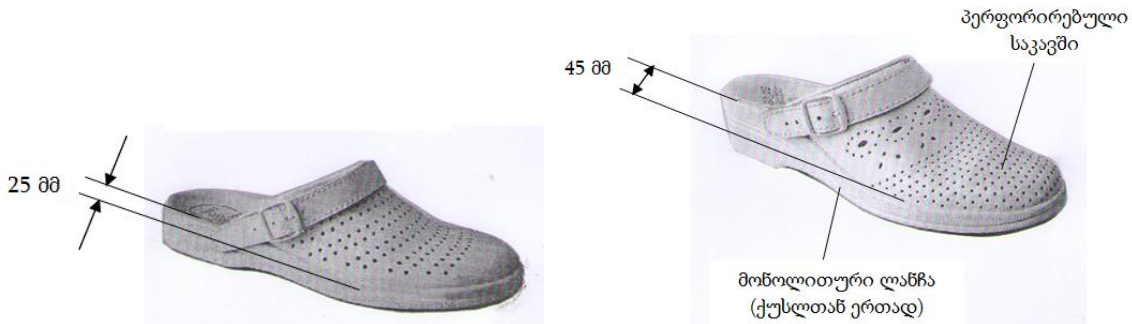 25 მმ
45 მმ
პერფორირებული
საკავში
მონოლითური ლანჩა
(ქუსლთან ერთად)